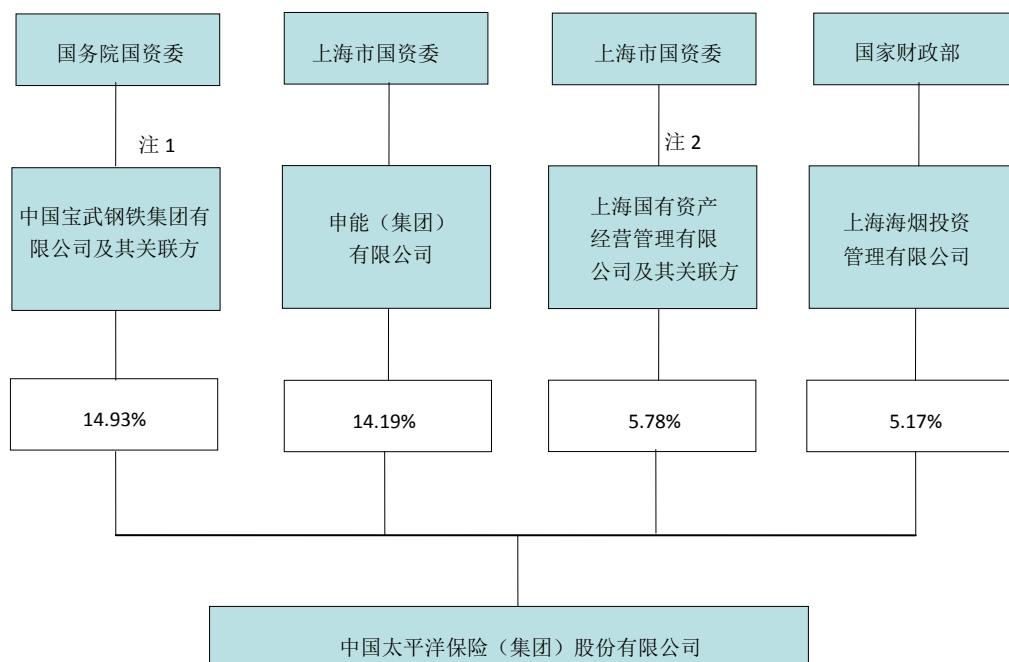 国务院国资委
上海市国资委
上海市国资委
国家财政部
注 1
注 2
中国宝武钢铁集团有
限公司及其关联方
申能（集团）
有限公司
上海国有资产
经营管理有限
公司及其关联方
上海海烟投资
管理有限公司
14.93%
14.19%
5.78%
5.17%
中国太平洋保险（集团）股份有限公司